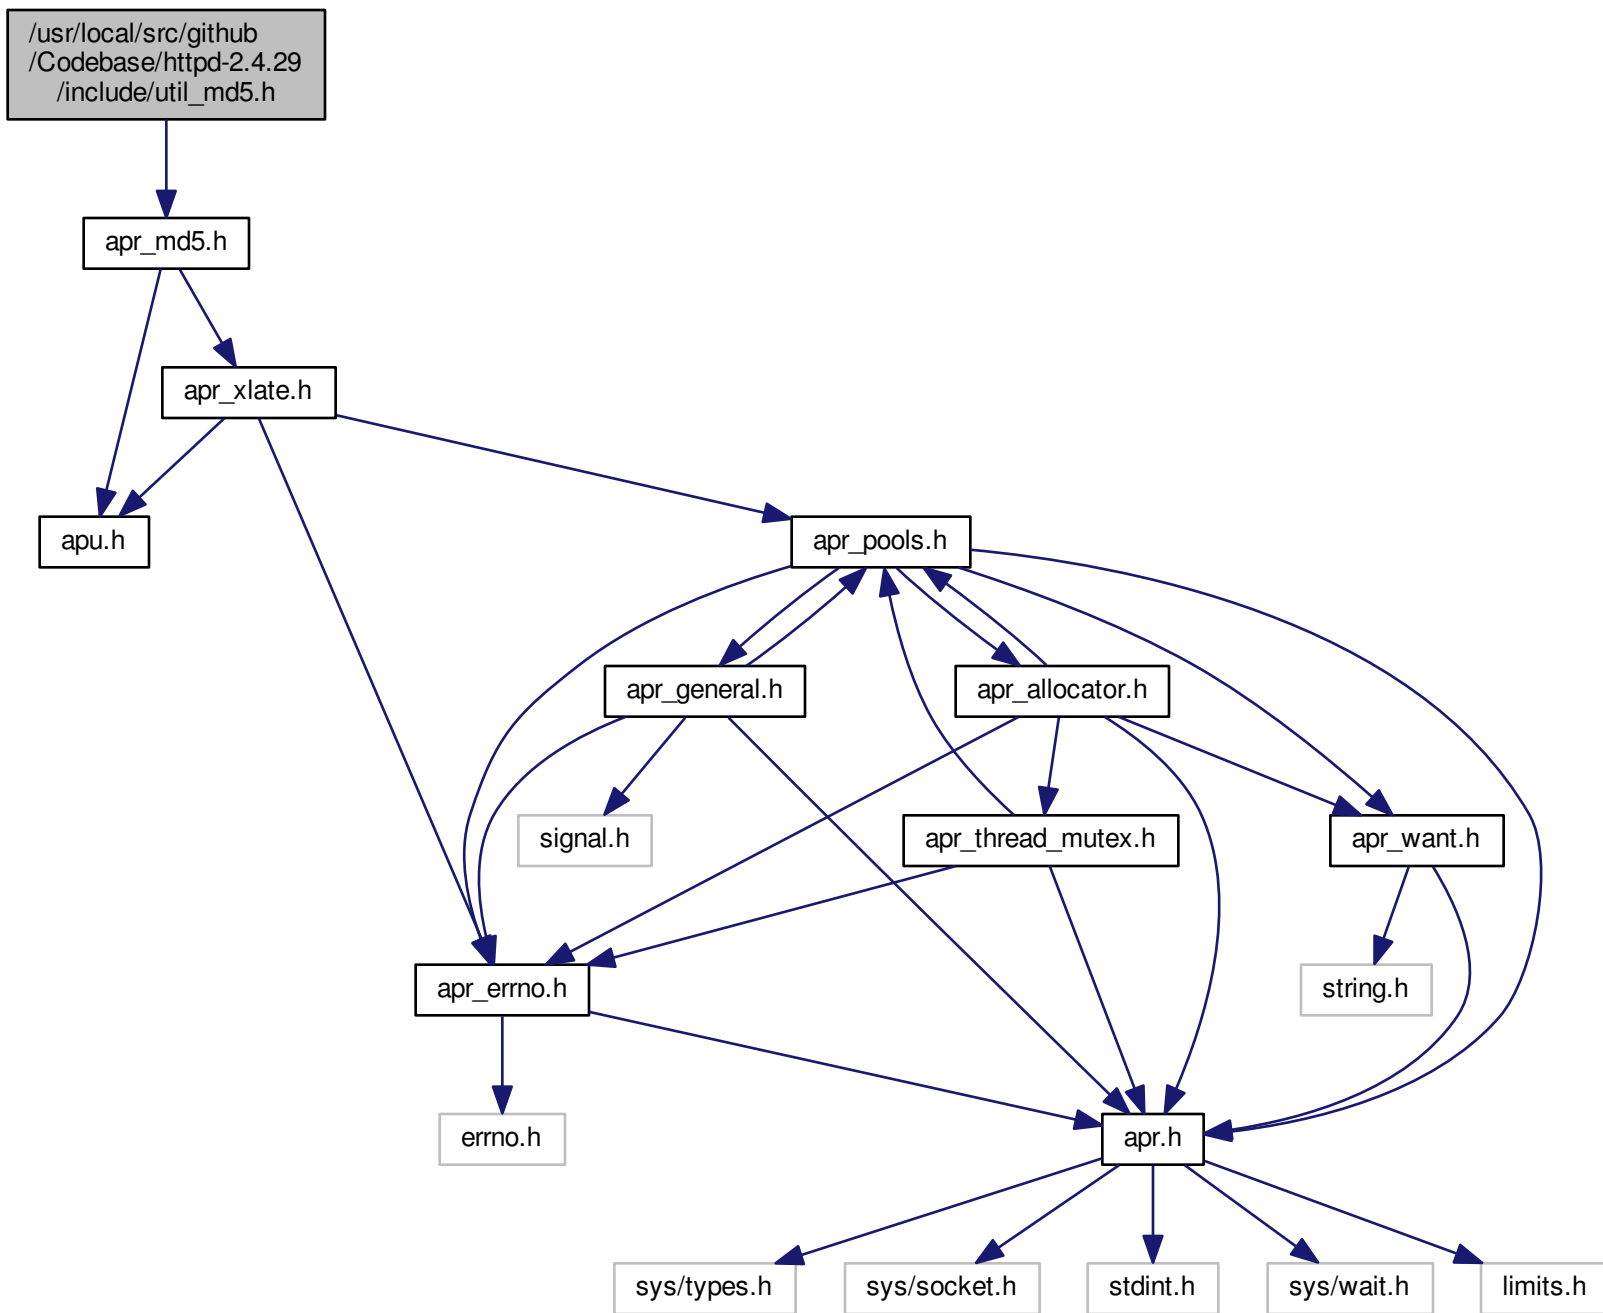 /usr/local/src/github
/Codebase/httpd-2.4.29
/include/util_md5.h
apr_md5.h
apr_xlate.h
apu.h
apr_pools.h
apr_general.h
apr_allocator.h
signal.h
apr_thread_mutex.h
apr_want.h
apr_errno.h
string.h
errno.h
apr.h
sys/types.h
sys/socket.h
stdint.h
sys/wait.h
limits.h